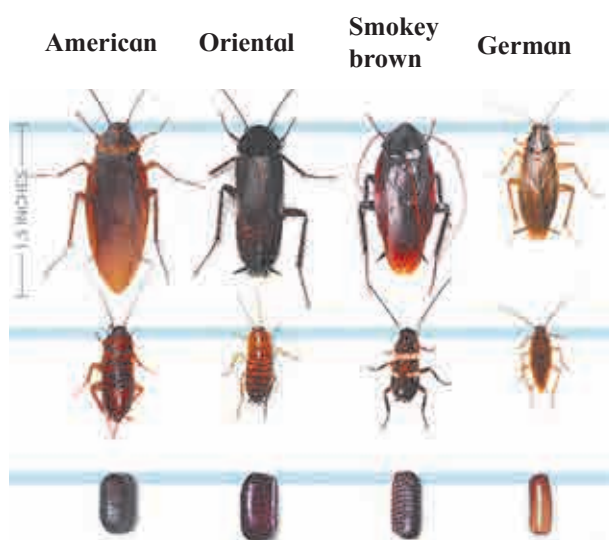 American
Oriental
Smokey
brown
German
1.5 INCHES